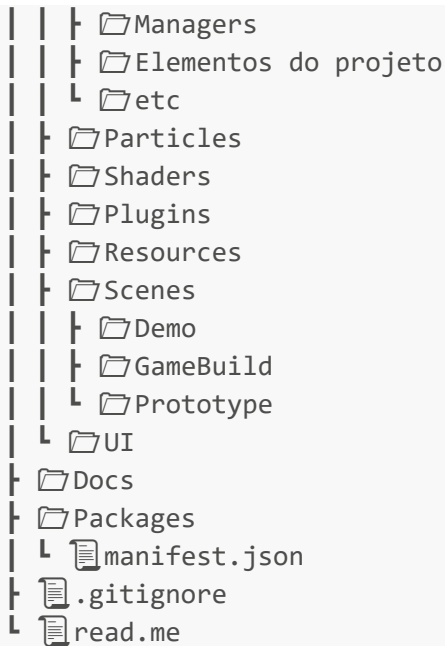 Managers
Elementos do projeto
etc
Particles
Shaders
Plugins
Resources
Scenes
Demo
GameBuild
Prototype
UI
Docs
Packages
manifest.json
.gitignore
read.me